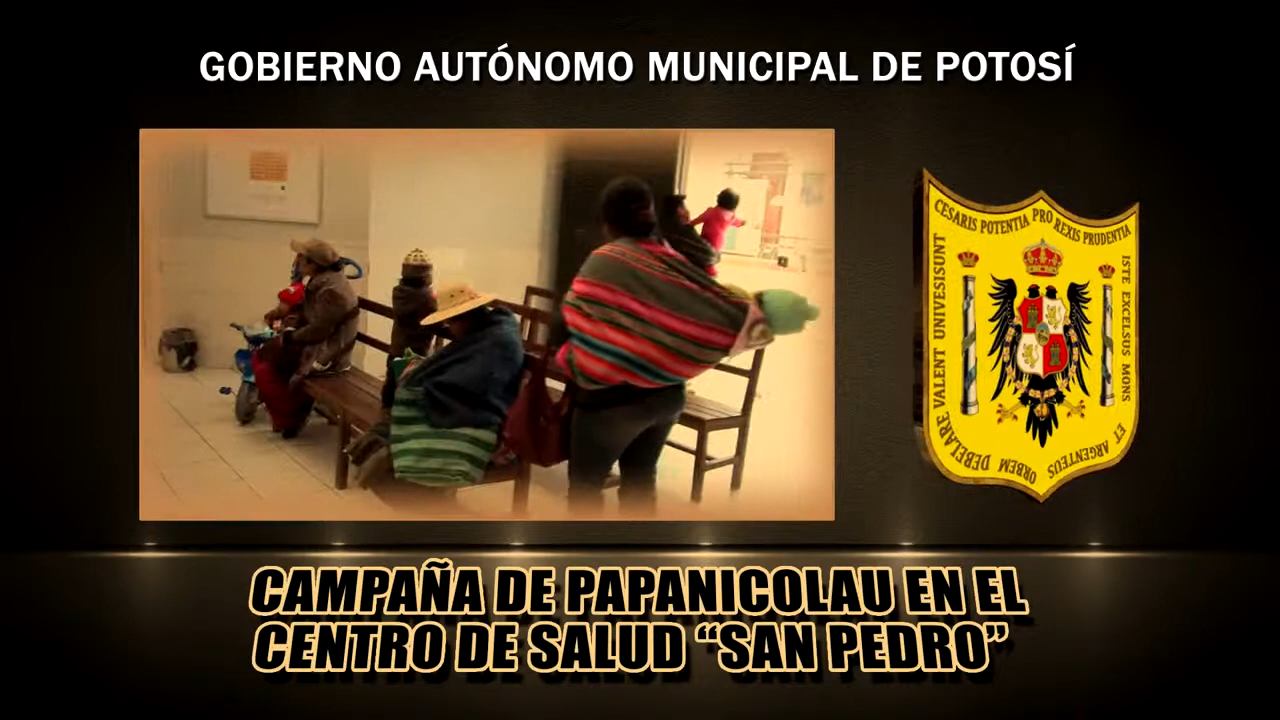 GOBIERNO AUTÓNOMO MUNICIPAL DE POTOSÍ
CESARIS POTENTIA PRO REXIS PRUDENTIA
ISTE EXCELSUS MONS
ET ARGENTEUS
ORBEM DEBELARE VALENT UNIVESISUNT
CAMPAÑA DE PAPANICOLAU EN EL
CENTRO DE SALUD “SAN PEDRO”